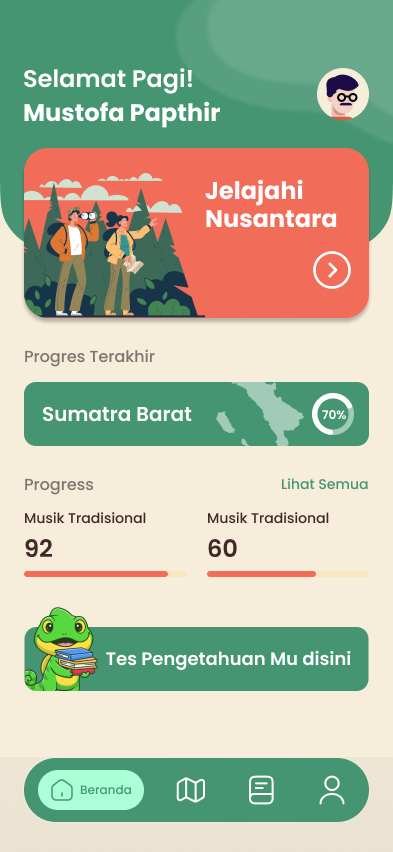 Selamat Pagi!
Mustofa Papthir
Jelajahi
Nusantara
Progres Terakhir
Sumatra Barat
70%
Progress
Lihat Semua
Musik Tradisional
92
Musik Tradisional
60
Tes Pengetahuan Mu disini
Beranda